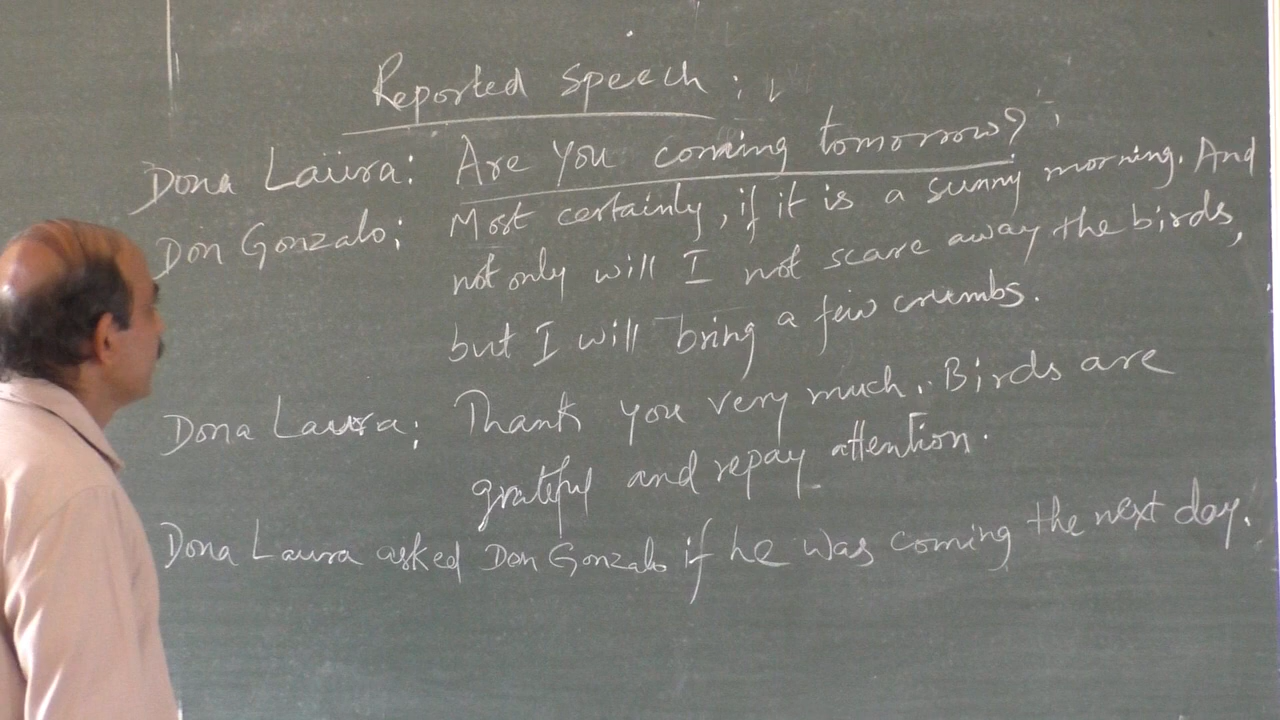 Reported speech :
Dona Laura: Are you coming tomorrow?
Don Gonzalo: Most certainly, if it is a sunny morning. And
not only will I not scare away the birds,
but I will bring a few crumbs.
Dona Laura: Thank you very much. Birds are
grateful and repay attention.
Dona Laura asked Don Gonzalo if he was coming the next day.